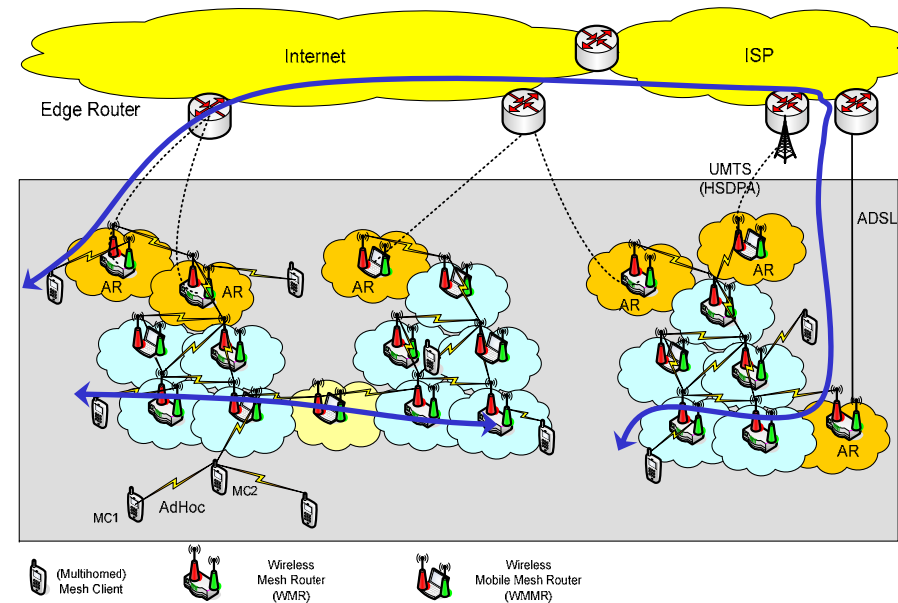 Internet
ISP
Edge Router
UMTS
(HSDPA)
ADSL
AR
AR
AR
AR
AR
AR
MC2
MC1
AdHoc
(Multihomed)
Mesh Client
Wireless
Mesh Router
(WMR)
Wireless
Mobile Mesh Router
(WMMR)